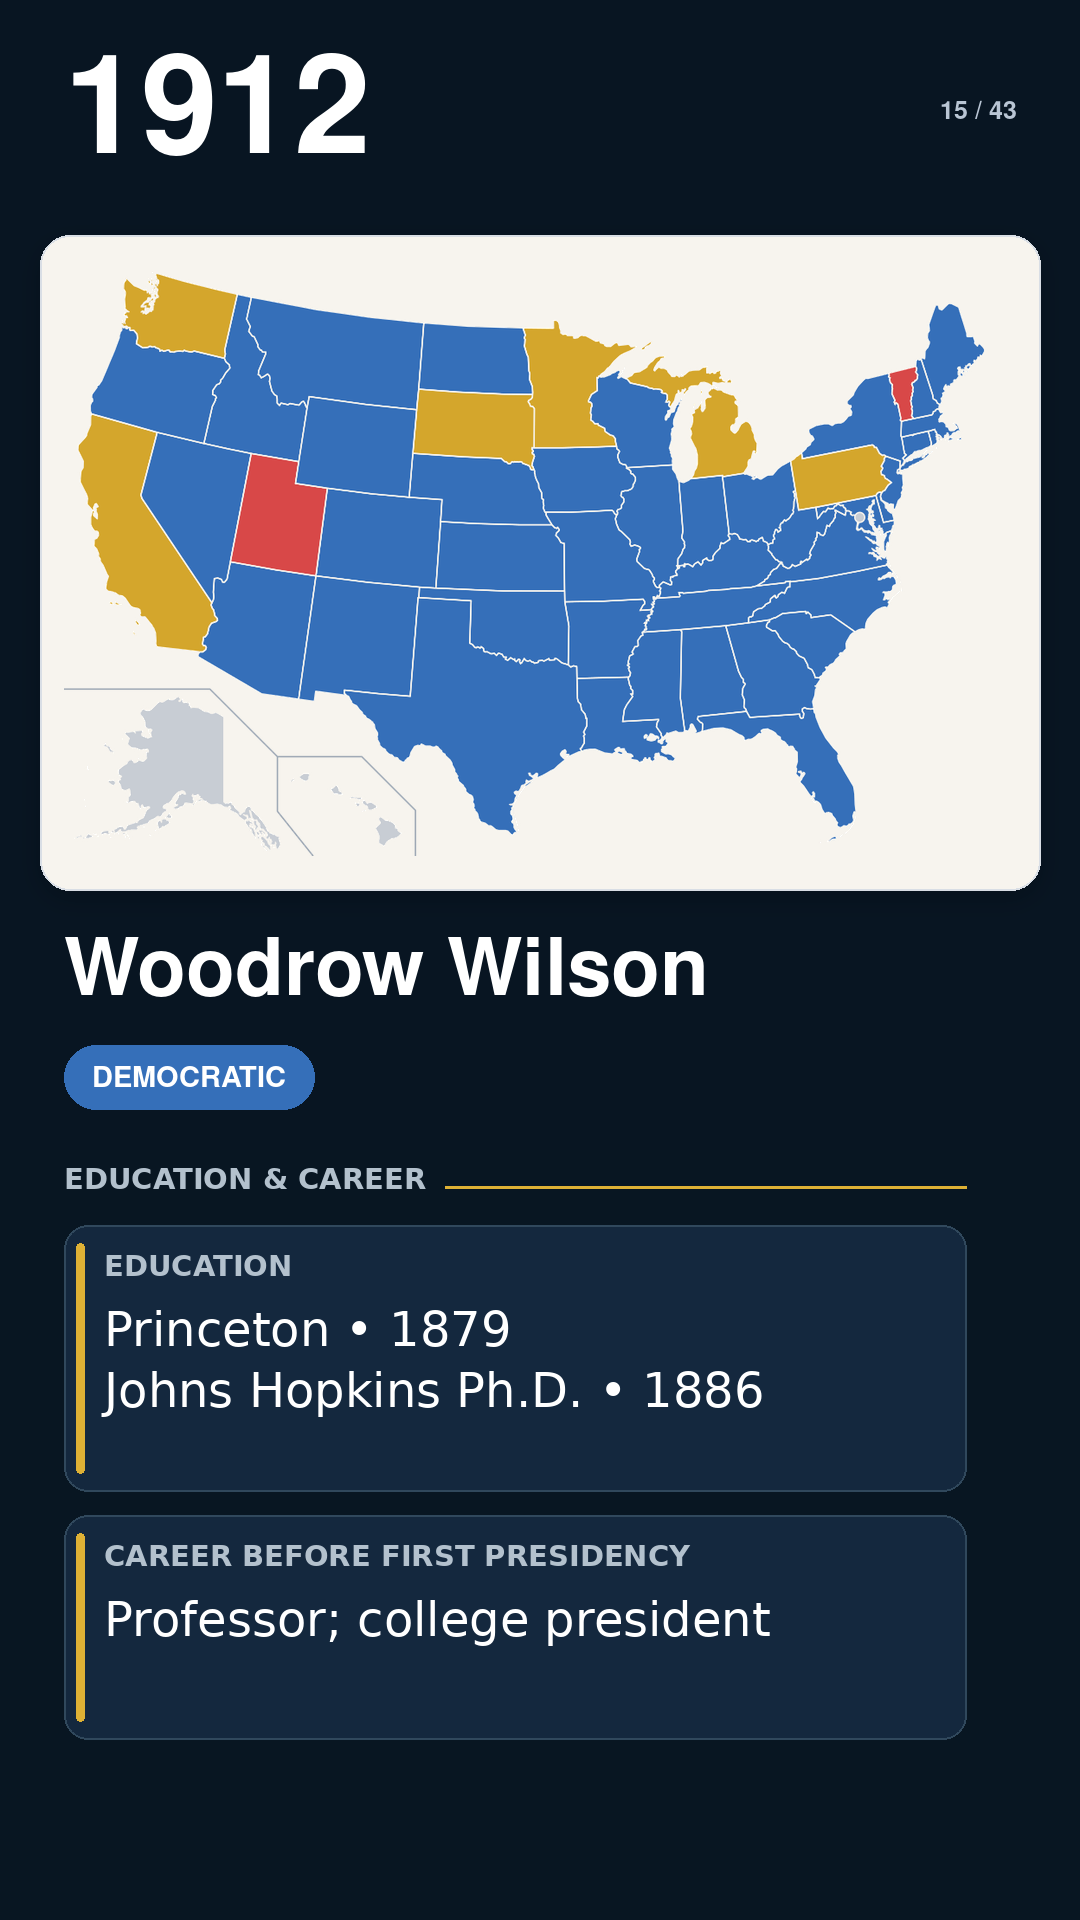 1912
15 / 43
Woodrow Wilson
DEMOCRATIC
EDUCATION & CAREER
EDUCATION
Princeton • 1879
Johns Hopkins Ph.D. • 1886
CAREER BEFORE FIRST PRESIDENCY
Professor; college president